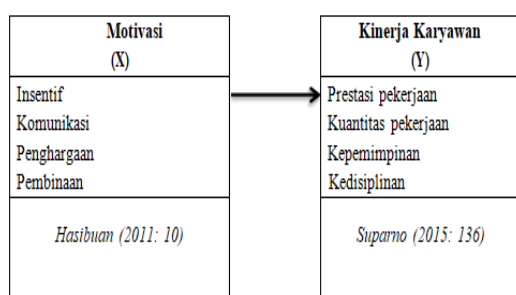 Motivasi
(X)
Insentif
Komunikasi
Penghargaan
Pembinaan
Hasibuan (2011: 10)
Kinerja Karyawan
(Y)
Prestasi pekerjaan
Kuantitas pekerjaan
Kepemimpinan
Kedisiplinan
Suparno (2015: 136)